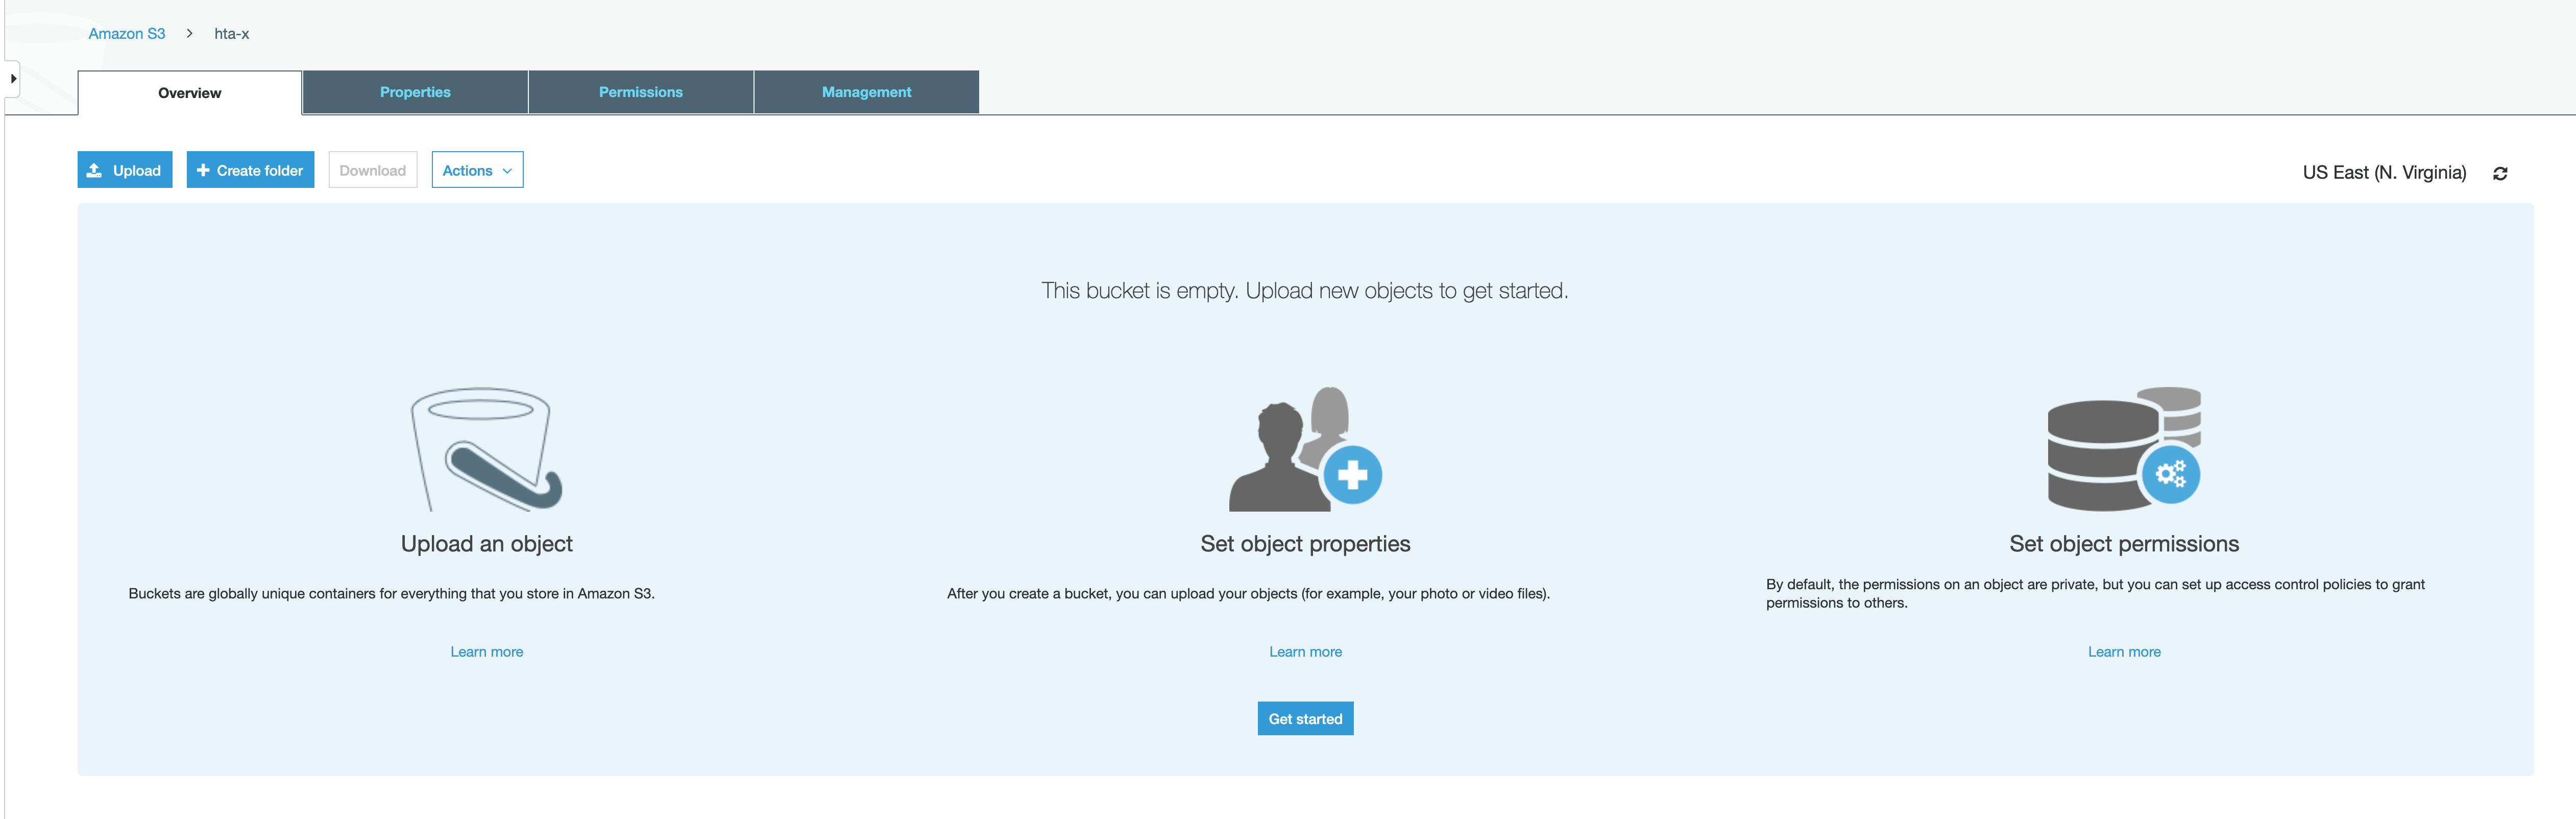 Amazon S3 > hta-x
Overview
Properties
Permissions
Management
Upload
Create folder
Download
Actions
US East (N. Virginia)
This bucket is empty. Upload new objects to get started.
Upload an object
Buckets are globally unique containers for everything that you store in Amazon S3.
Learn more
Set object properties
After you create a bucket, you can upload your objects (for example, your photo or video files).
Learn more
Set object permissions
By default, the permissions on an object are private, but you can set up access control policies to grant
permissions to others.
Learn more
Get started